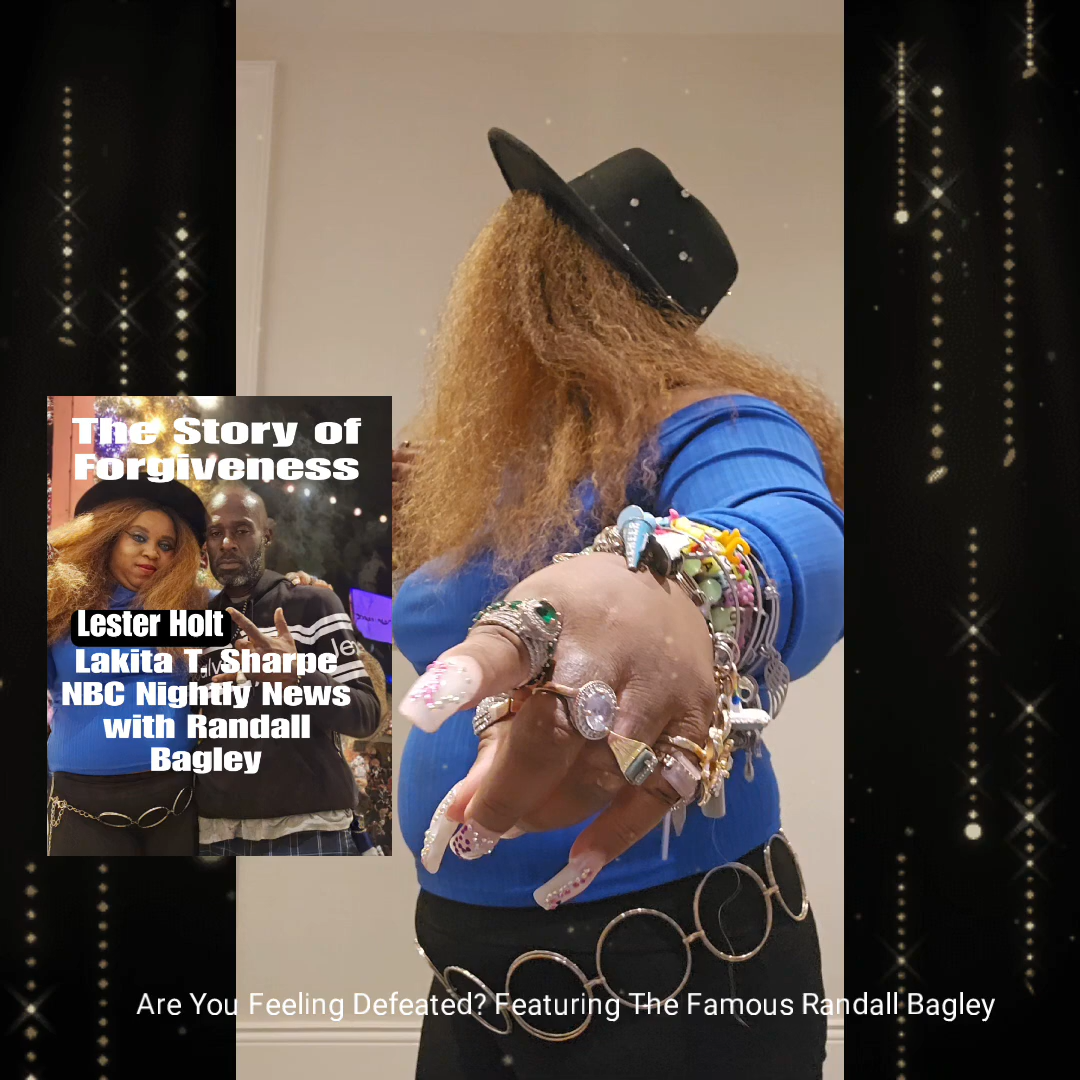 The Story of
Forgiveness
Lester Holt
Lakita T. Sharpe
NBC Nightly News
with Randall
Bagley
Are You Feeling Defeated? Featuring The Famous Randall Bagley